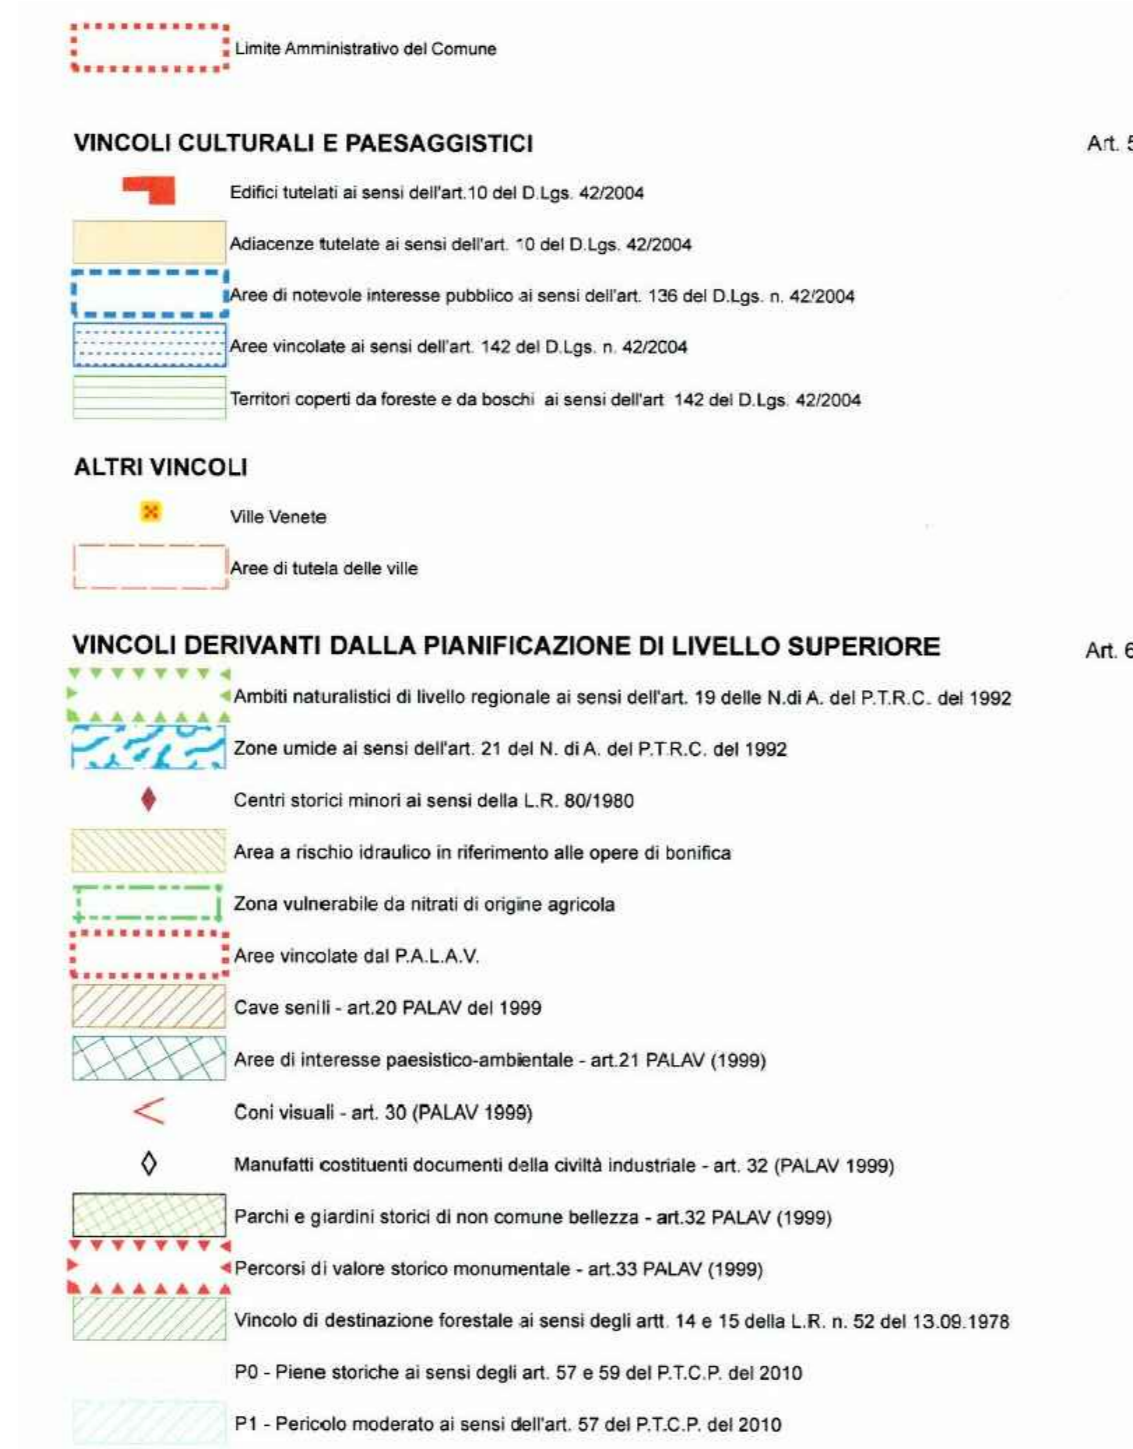 Limite Amministrativo del Comune
VINCOLI CULTURALI E PAESAGGISTICI Art. 5
Edifici tutelati ai sensi dell'art.10 del D.Lgs. 42/2004
Adiacenze tutelate ai sensi dell'art. 10 del D.Lgs. 42/2004
Aree di notevole interesse pubblico ai sensi dell'art. 136 del D.Lgs. n. 42/2004
Aree vincolate ai sensi dell'art. 142 del D.Lgs. n. 42/2004
Territori coperti da foreste e da boschi ai sensi dell'art 142 del D.Lgs. 42/2004
ALTRI VINCOLI
Ville Venete
Aree di tutela delle ville
VINCOLI DERIVANTI DALLA PIANIFICAZIONE DI LIVELLO SUPERIORE Art. 6
Ambiti naturalistici di livello regionale ai sensi dell'art. 19 delle N.di A. del P.T.R.C. del 1992
Zone umide ai sensi dell'art. 21 del N. di A. del P.T.R.C. del 1992
Centri storici minori ai sensi della L.R. 80/1980
Area a rischio idraulico in riferimento alle opere di bonifica
Zona vulnerabile da nitrati di origine agricola
Aree vincolate dal P.A.L.A.V.
Cave senili - art.20 PALAV del 1999
Aree di interesse paesistico-ambientale - art.21 PALAV (1999)
Coni visuali - art. 30 (PALAV 1999)
Manufatti costituenti documenti della civiltà industriale - art. 32 (PALAV 1999)
Parchi e giardini storici di non comune bellezza - art.32 PALAV (1999)
Percorsi di valore storico monumentale - art.33 PALAV (1999)
Vincolo di destinazione forestale ai sensi degli artt. 14 e 15 della L.R. n. 52 del 13.09.1978
P0 - Piene storiche ai sensi degli art. 57 e 59 del P.T.C.P. del 2010
P1 - Pericolo moderato ai sensi dell'art. 57 del P.T.C.P. del 2010